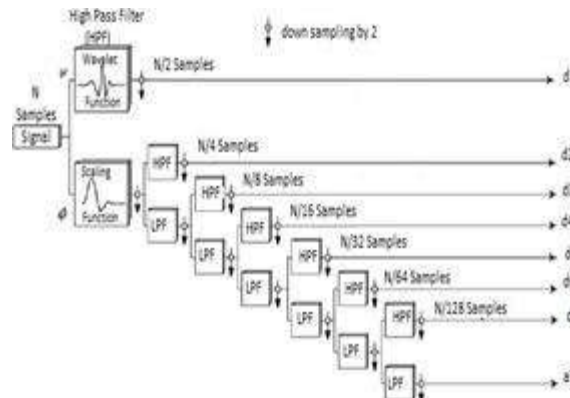 High Pass Filter
(HPF)
down sampling by 2
Wavelet
Function
ψ
N/2 Samples
d
N
Samples
Signal
Scaling
Function
φ
HPF
N/4 Samples
d2
LPF
HPF
N/8 Samples
LPF
HPF
N/16 Samples
d4
LPF
HPF
N/32 Samples
d
LPF
HPF
N/64 Samples
d
LPF
HPF
N/128 Samples
LPF
a